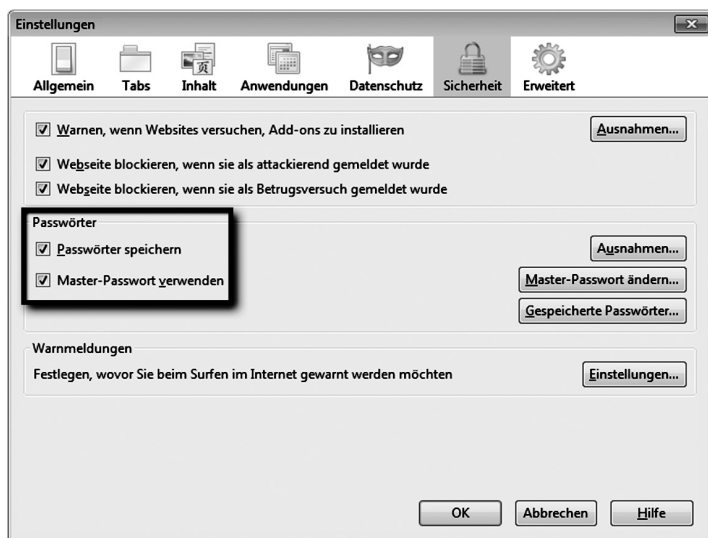 Einstellungen
Allgemein Tabs Inhalt Anwendungen Datenschutz Sicherheit Erweitert
Warnen, wenn Websites versuchen, Add-ons zu installieren Ausnahmen...
Webseite blockieren, wenn sie als attackierend gemeldet wurde
Webseite blockieren, wenn sie als Betrugsversuch gemeldet wurde
Passwörter
Passwörter speichern Ausnahmen...
Master-Passwort verwenden Master-Passwort ändern...
Gespeicherte Passwörter...
Warnmeldungen
Festlegen, wovor Sie beim Surfen im Internet gewarnt werden möchten Einstellungen...
OK Abbrechen Hilfe